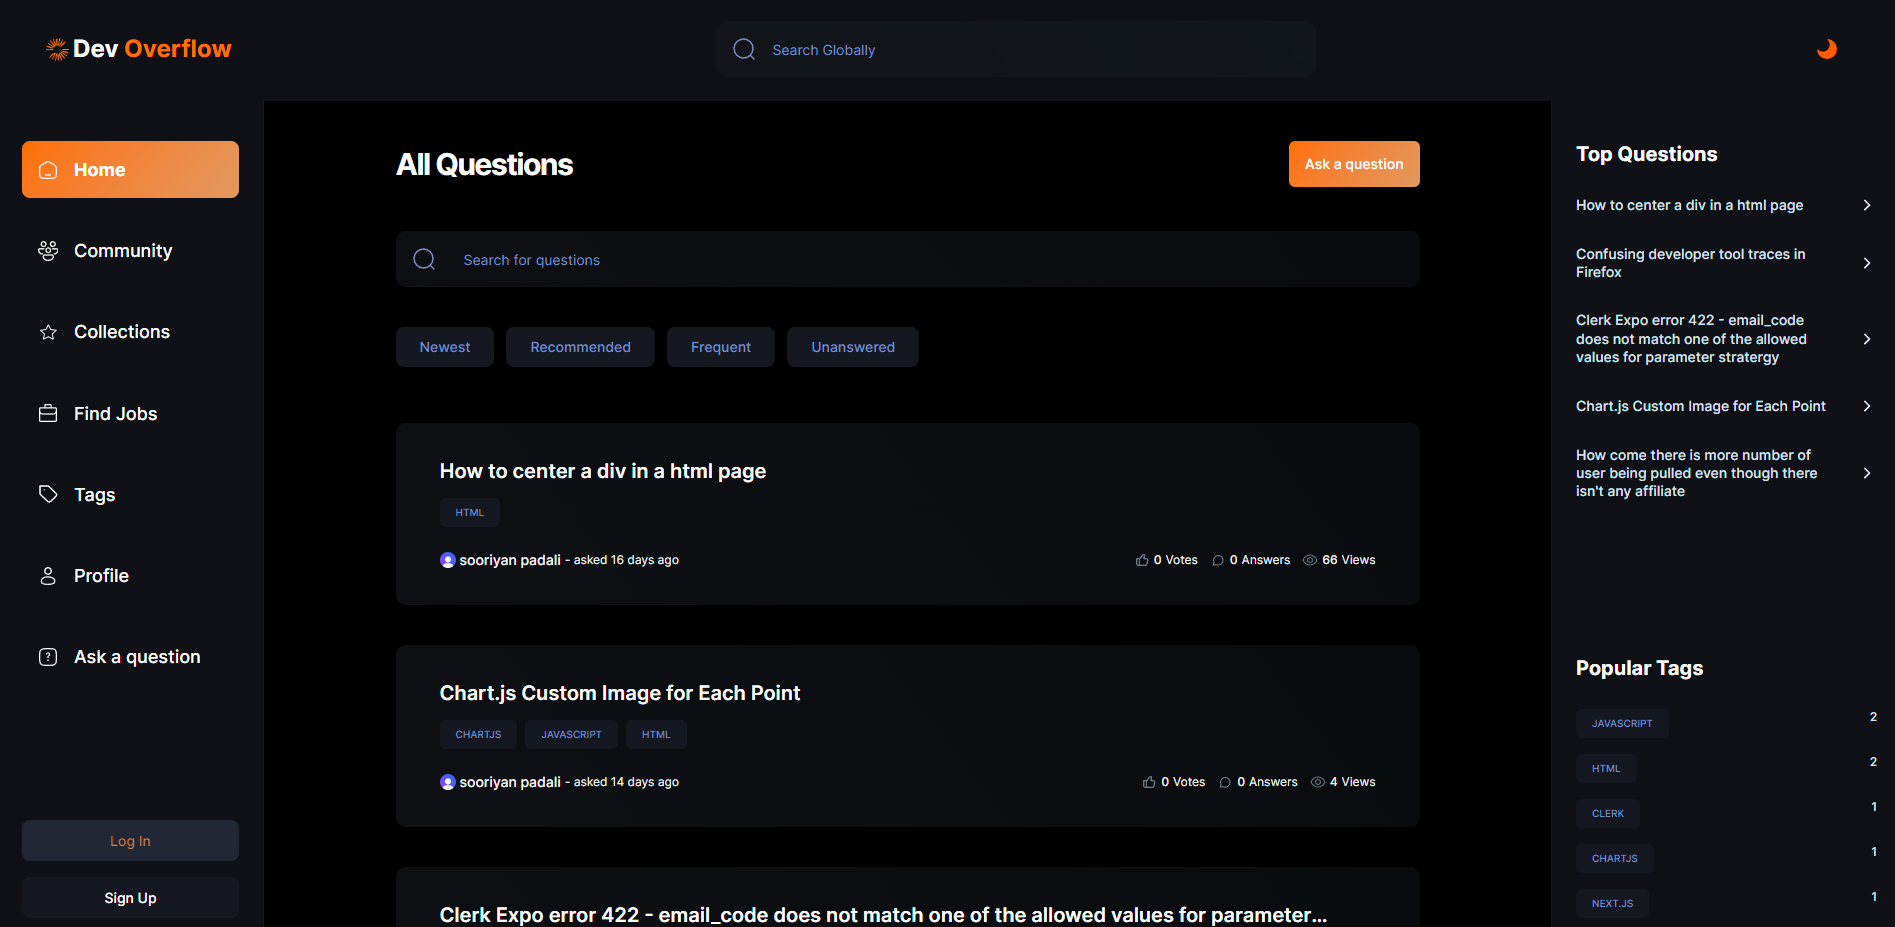 Dev Overflow
Search Globally
Home
Community
Collections
Find Jobs
Tags
Profile
Ask a question
Log In
Sign Up
All Questions
Ask a question
Search for questions
Newest
Recommended
Frequent
Unanswered
How to center a div in a html page
HTML
sooriyan padali - asked 16 days ago
0 Votes
0 Answers
66 Views
Chart.js Custom Image for Each Point
CHARTJS
JAVASCRIPT
HTML
sooriyan padali - asked 14 days ago
0 Votes
0 Answers
4 Views
Clerk Expo error 422 - email_code does not match one of the allowed values for parameter...
Top Questions
How to center a div in a html page
Confusing developer tool traces in
Firefox
Clerk Expo error 422 - email_code
does not match one of the allowed
values for parameter stratergy
Chart.js Custom Image for Each Point
How come there is more number of
user being pulled even though there
isn't any affiliate
Popular Tags
JAVASCRIPT 2
HTML 2
CLERK 1
CHARTJS 1
NEXT.JS 1